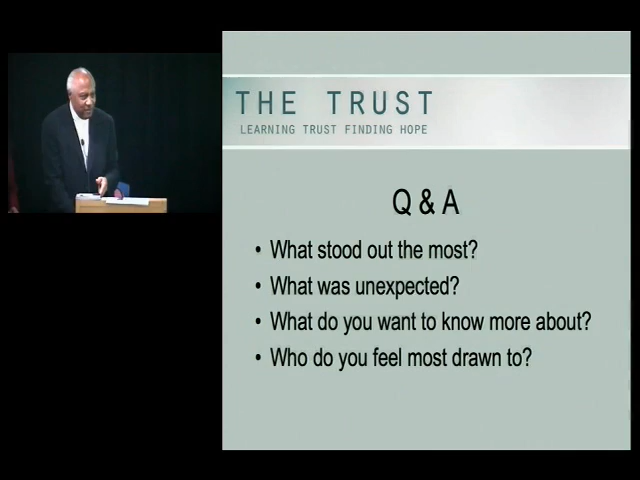 THE TRUST
LEARNING TRUST FINDING HOPE
Q & A
• What stood out the most?
• What was unexpected?
• What do you want to know more about?
• Who do you feel most drawn to?